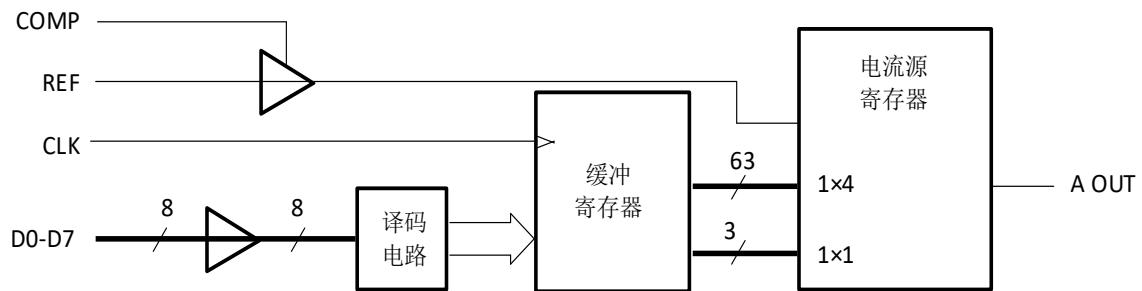 COMP
REF
CLK
D0-D7
8
8
译码
电路
缓冲
寄存器
63
3
电流源
寄存器
1×4
1×1
A OUT